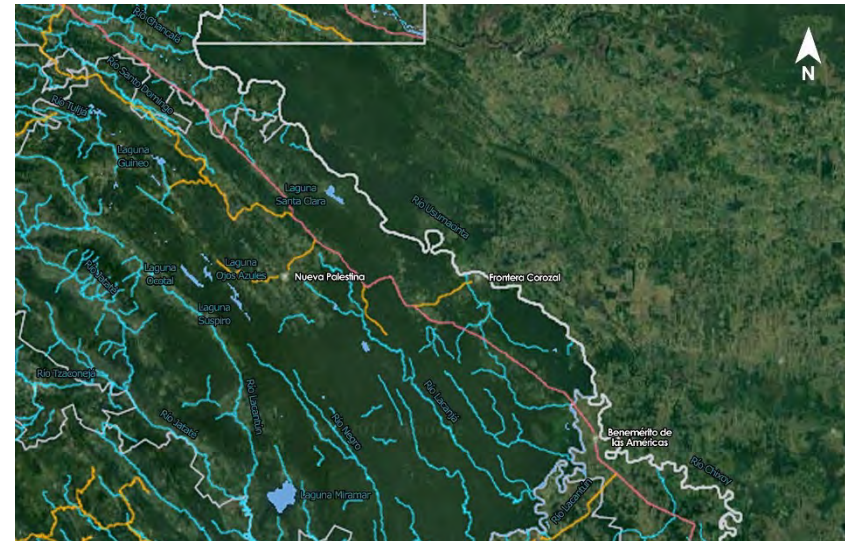 Río Chancalá
N
Río Santo Domingo
Río Tulijá
Laguna
Guineo
Laguna
Santa Clara
Río Usumacinta
Laguna
Ocotal
Laguna
Ojos Azules
Nueva Palestina
Frontera Corozal
Laguna
Suspiro
Río Tzaconejá
Río Jataté
Río Lacantún
Río Negro
Río Lacanjá
Benemérito de
las Américas
Río Chixoy
Río Lacantún
Laguna Miramar